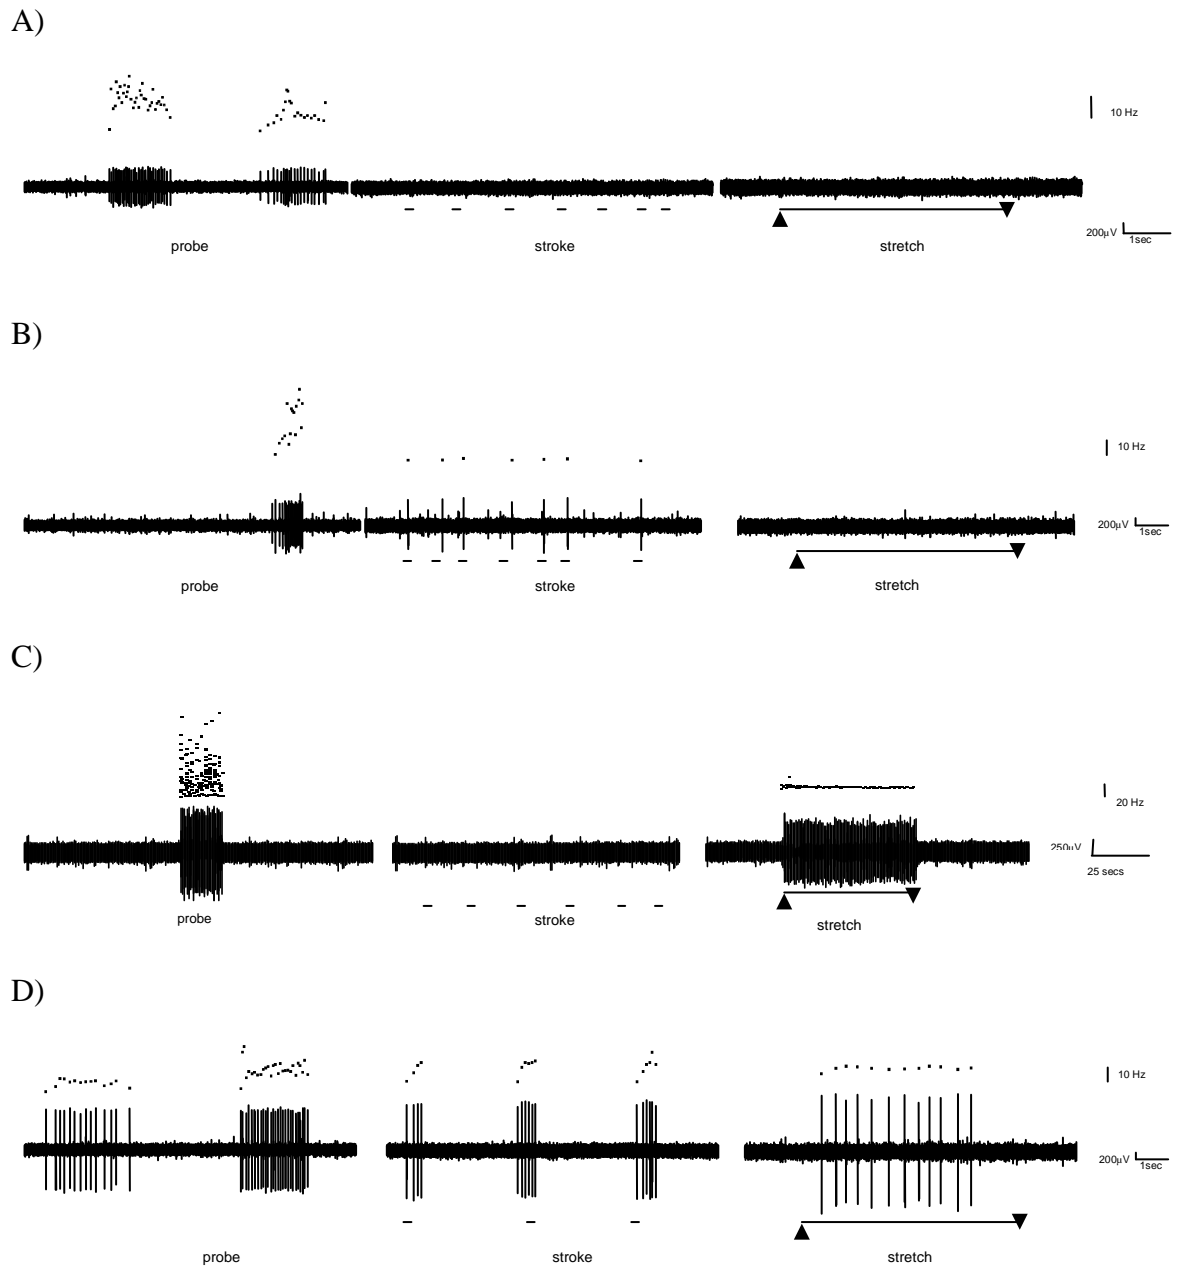 A)
10 Hz
200µV
1sec
probe
stroke
stretch
B)
10 Hz
200µV
1sec
probe
stroke
stretch
C)
20 Hz
250µV
25 secs
probe
stroke
stretch
D)
10 Hz
200µV
1sec
probe
stroke
stretch